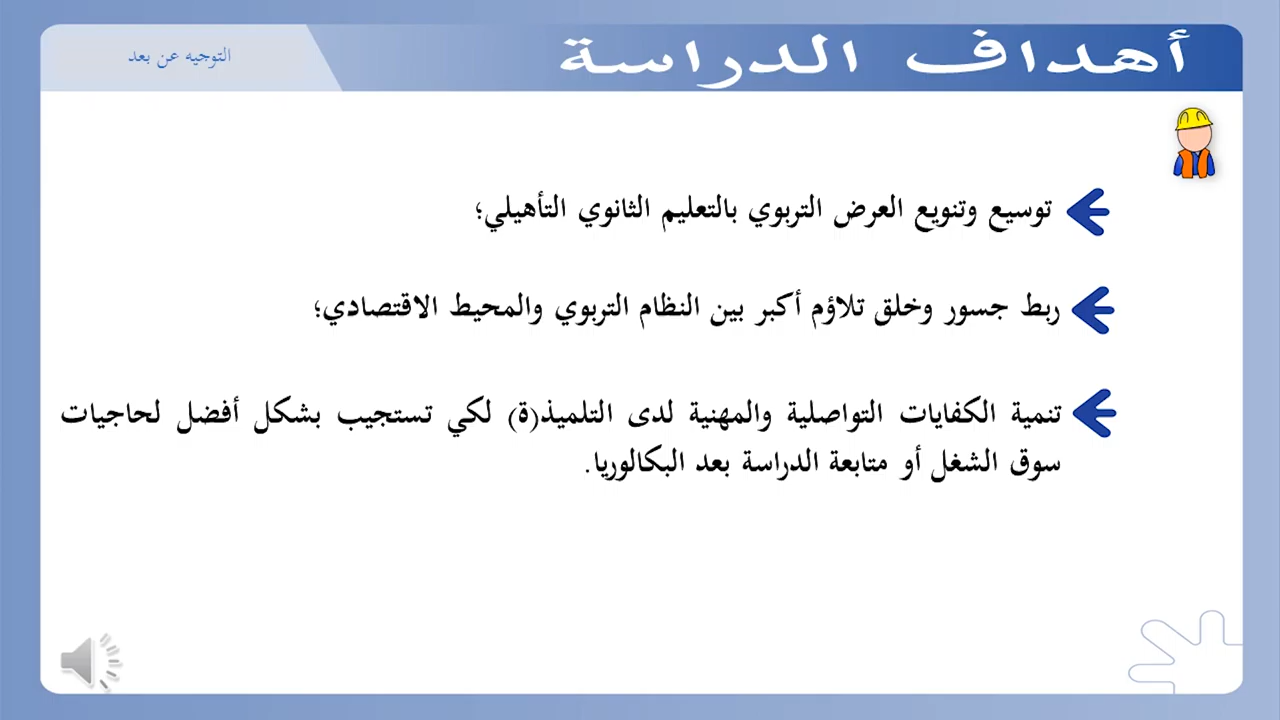 أهداف الدراسة
التوجيه عن بعد
توسيع وتنويع العرض التربوي بالتعليم الثانوي التأهيلي؛
ربط جسور وخلق تلاؤم أكبر بين النظام التربوي والمحيط الاقتصادي؛
تنمية الكفايات التواصلية والمهنية لدى التلميذ(ة) لكي تستجيب بشكل أفضل لحاجيات
سوق الشغل أو متابعة الدراسة بعد البكالوريا.